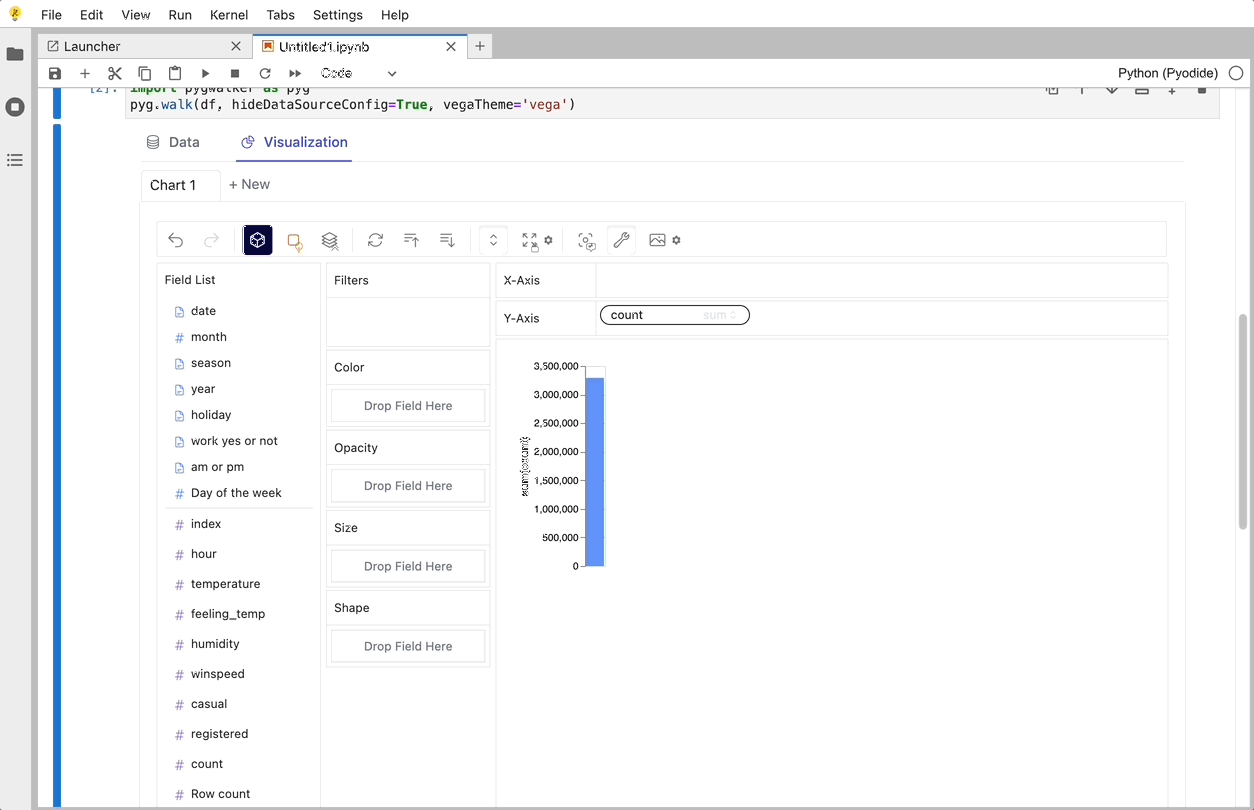 File Edit View Run Kernel Tabs Settings Help
Launcher
Untitled1.ipynb
Code
Python (Pyodide)
[2]: import pygwalker as pyg
pyg.walk(df, hideDataSourceConfig=True, vegaTheme='vega')
Data Visualization
Chart 1 + New
Field List
date
month
season
year
holiday
work yes or not
am or pm
Day of the week
index
hour
temperature
feeling_temp
humidity
winspeed
casual
registered
count
Row count
Filters
Color
Drop Field Here
Opacity
Drop Field Here
Size
Drop Field Here
Shape
Drop Field Here
X-Axis
Y-Axis
count sum
3,500,000
3,000,000
2,500,000
2,000,000
1,500,000
1,000,000
500,000
0
sum(count)